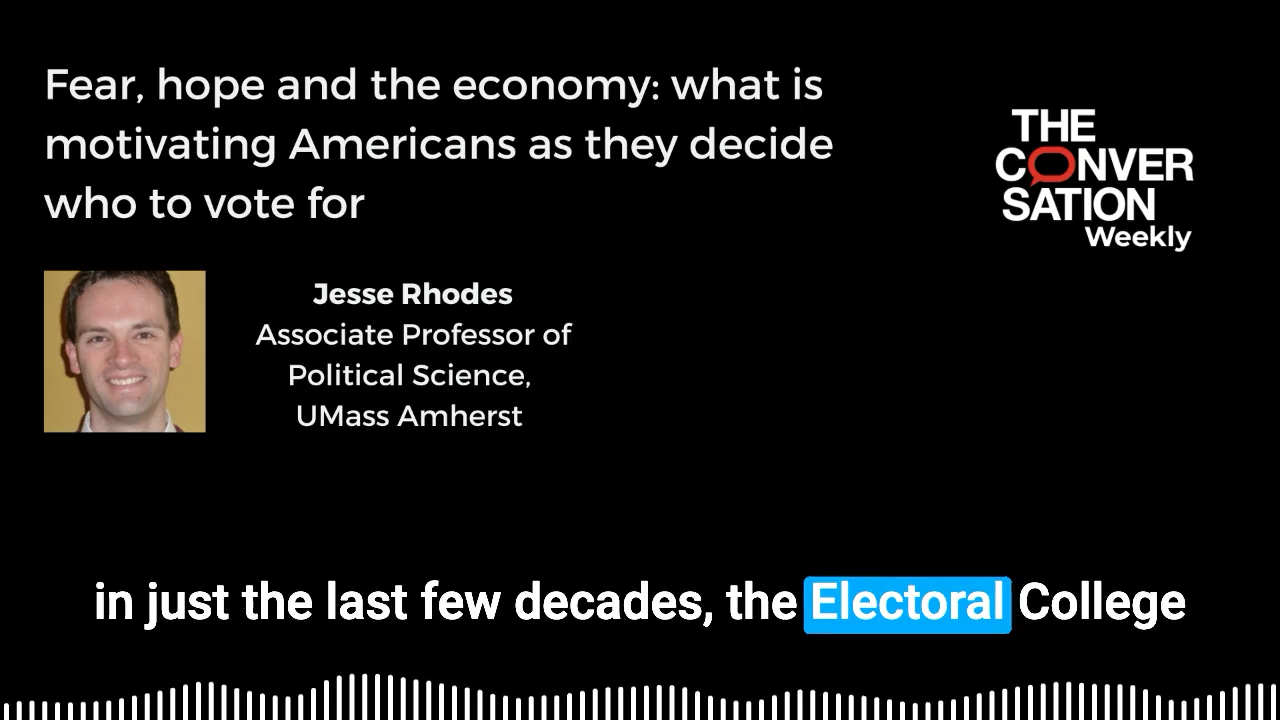 Fear, hope and the economy: what is
motivating Americans as they decide
who to vote for
THE
CONVER
SATION
Weekly
Jesse Rhodes
Associate Professor of
Political Science,
UMass Amherst
in just the last few decades, the Electoral College